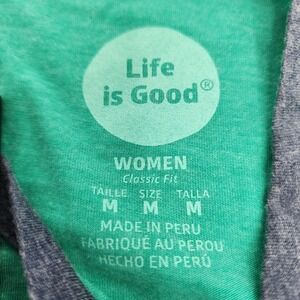 Life
is Good®
WOMEN
Classic Fit
TAILLE SIZE TALLA
M M M
MADE IN PERU
FABRIQUÉ AU PEROU
HECHO EN PERÚ